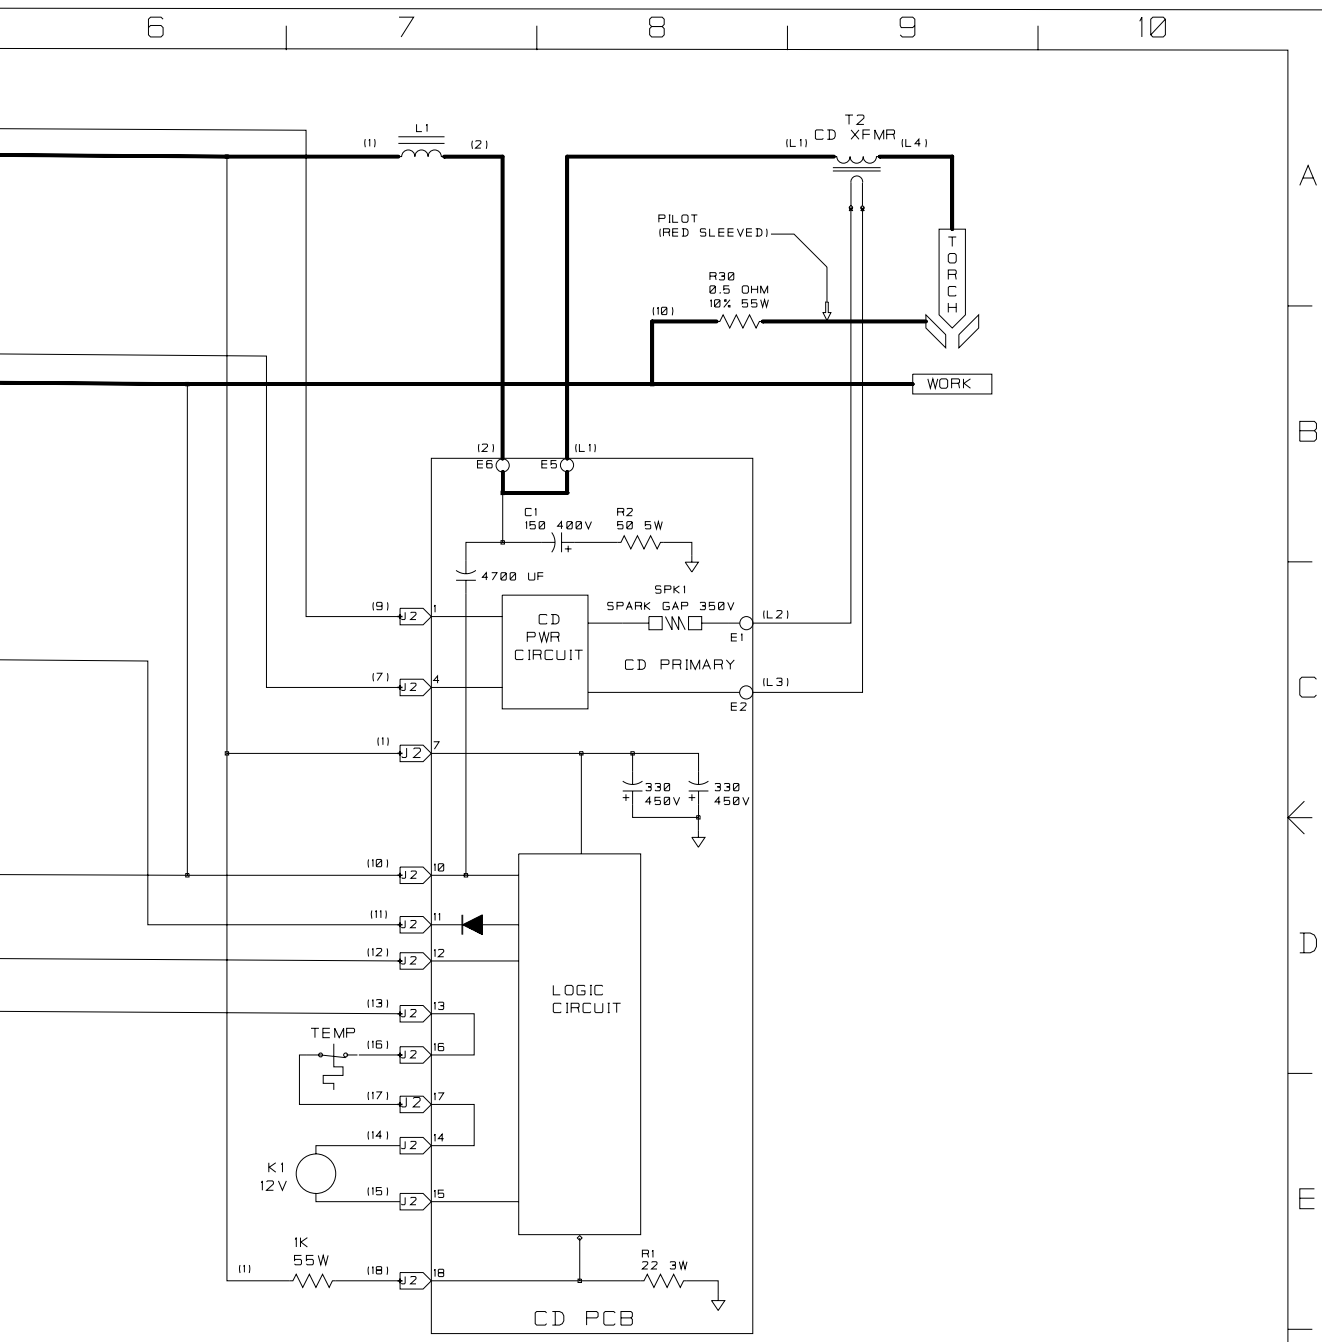 6 7 8 9 10
T2
L1
CD XFMR
(1) (2) (L1) (L4)
A
PILOT
(RED SLEEVED)
TORCH
R30
0.5 OHM
10% 55W
(10)
WORK
B
(2) (L1)
E6 E5
C1 R2
150 400V 50 5W
4700 UF
SPK1
SPARK GAP 350V
(9) J2 1
CD
PWR
CIRCUIT
(L2)
E1
CD PRIMARY
(7) J2 4
(L3)
E2
C
(1) J2 7
330 330
+ 450V + 450V
(10) J2 10
(11) J2 11
(12) J2 12
D
LOGIC
CIRCUIT
(13) J2 13
TEMP
(16) J2 16
(17) J2 17
(14) J2 14
K1
12V
(15) J2 15
E
1K
55W
R1
22 3W
(1) (18) J2 18
CD PCB